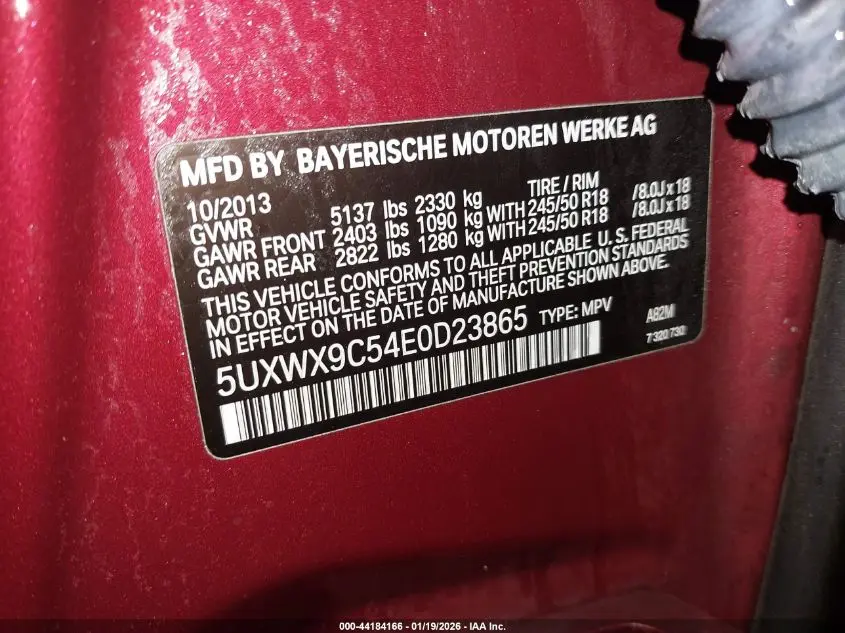 MFD BY BAYERISCHE MOTOREN WERKE AG
10/2013 TIRE / RIM
GVWR 5137 lbs 2330 kg
GAWR FRONT 2403 lbs 1090 kg WITH 245/50 R18 /8.0J x 18
GAWR REAR 2822 lbs 1280 kg WITH 245/50 R18 /8.0J x 18
THIS VEHICLE CONFORMS TO ALL APPLICABLE U. S. FEDERAL
MOTOR VEHICLE SAFETY AND THEFT PREVENTION STANDARDS
IN EFFECT ON THE DATE OF MANUFACTURE SHOWN ABOVE.
5UXWX9C54E0D23865 TYPE: MPV A82M
7 320 730
000-44184166 - 01/19/2026 - IAA Inc.